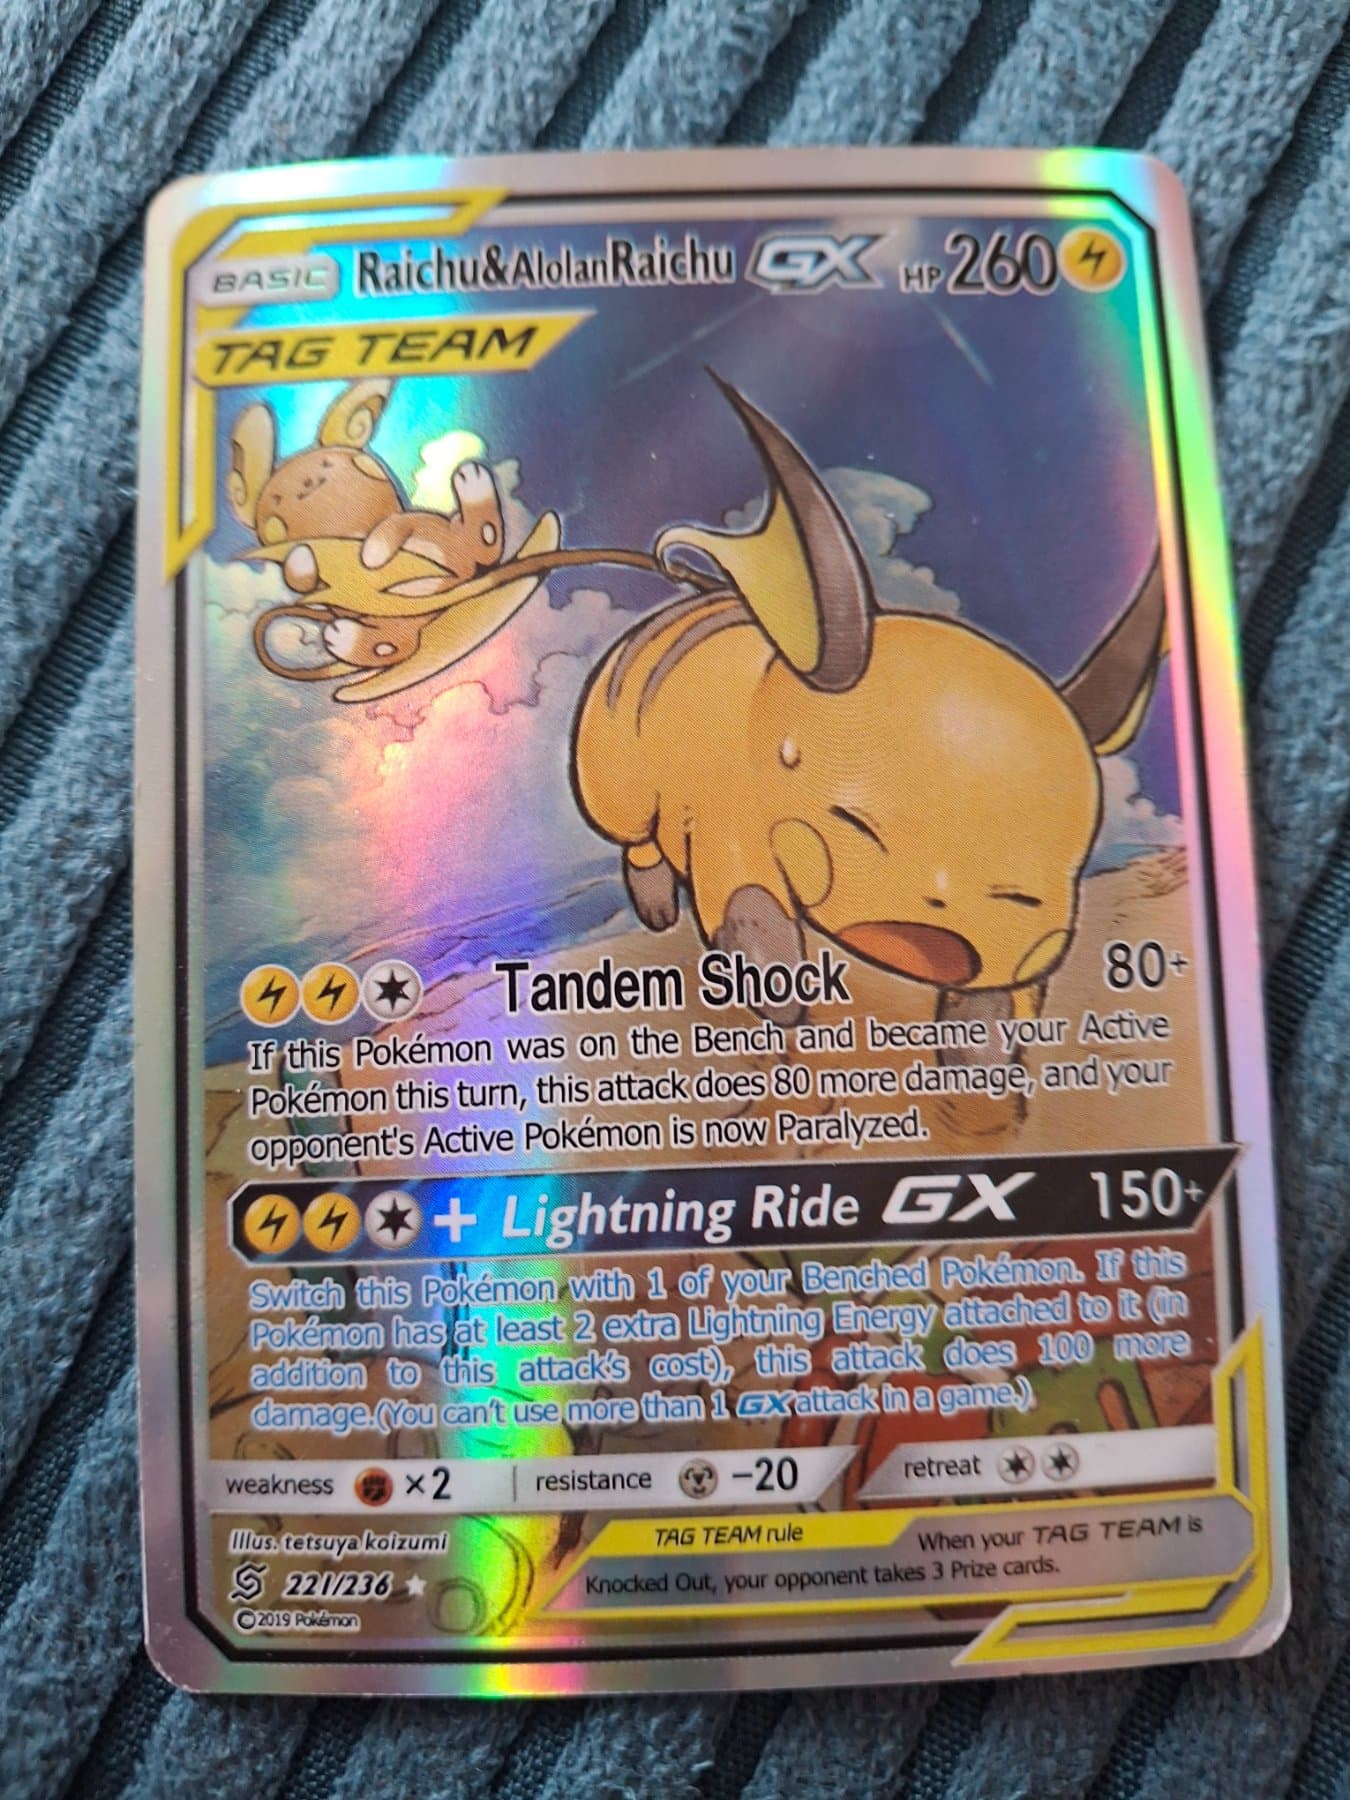 BASIC Raichu&AlolanRaichu GX HP 260
TAG TEAM
Tandem Shock 80+
If this Pokémon was on the Bench and became your Active
Pokémon this turn, this attack does 80 more damage, and your
opponent's Active Pokémon is now Paralyzed.
+ Lightning Ride GX 150+
Switch this Pokémon with 1 of your Benched Pokémon. If this
Pokémon has at least 2 extra Lightning Energy attached to it (in
addition to this attack's cost), this attack does 100 more
damage.(You can't use more than 1 GX attack in a game.)
weakness ×2 resistance −20 retreat
Illus. tetsuya koizumi
221/236
©2019 Pokémon
TAG TEAM rule When your TAG TEAM is
Knocked Out, your opponent takes 3 Prize cards.